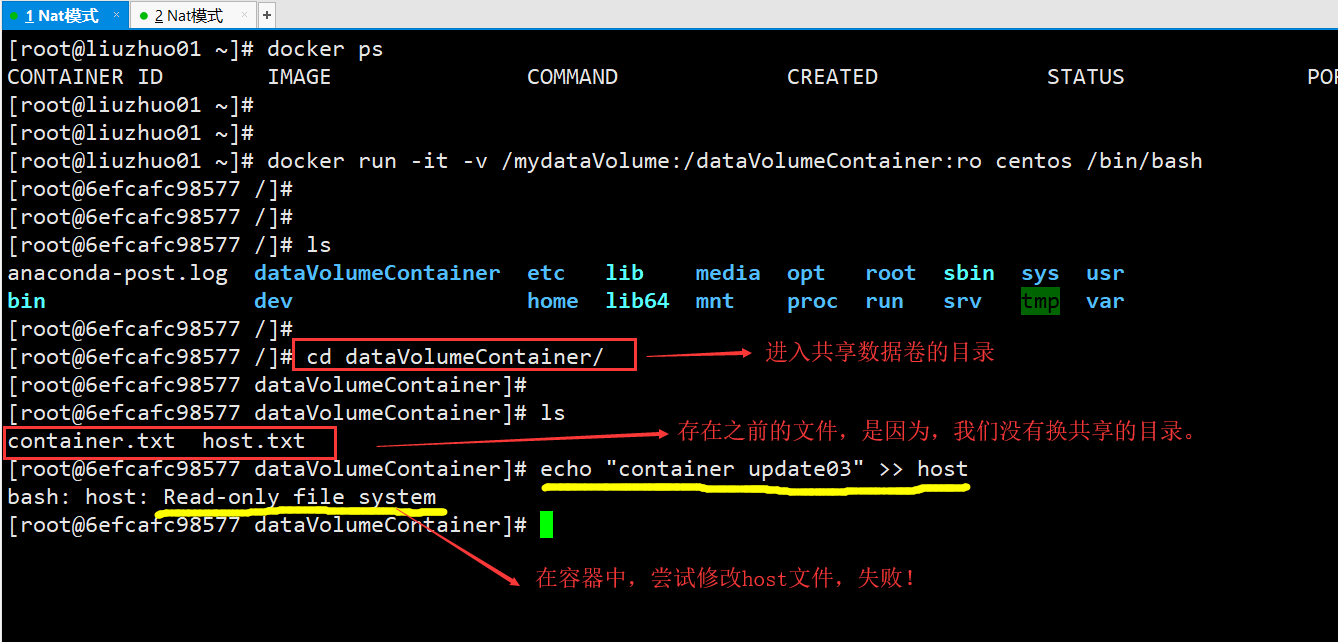 1 Nat模式 × 2 Nat模式 × +
[root@liuzhuo01 ~]# docker ps
CONTAINER ID IMAGE COMMAND CREATED STATUS
[root@liuzhuo01 ~]#
[root@liuzhuo01 ~]#
[root@liuzhuo01 ~]# docker run -it -v /mydataVolume:/dataVolumeContainer:ro centos /bin/bash
[root@6efcafc98577 /]#
[root@6efcafc98577 /]#
[root@6efcafc98577 /]# ls
anaconda-post.log dataVolumeContainer etc lib media opt root sbin sys usr
bin dev home lib64 mnt proc run srv tmp var
[root@6efcafc98577 /]#
[root@6efcafc98577 /]# cd dataVolumeContainer/ 进入共享数据卷的目录
[root@6efcafc98577 dataVolumeContainer]#
[root@6efcafc98577 dataVolumeContainer]# ls
container.txt host.txt 存在之前的文件，是因为，我们没有换共享的目录。
[root@6efcafc98577 dataVolumeContainer]# echo "container update03" >> host
bash: host: Read-only file system
[root@6efcafc98577 dataVolumeContainer]#
在容器中，尝试修改host文件，失败！